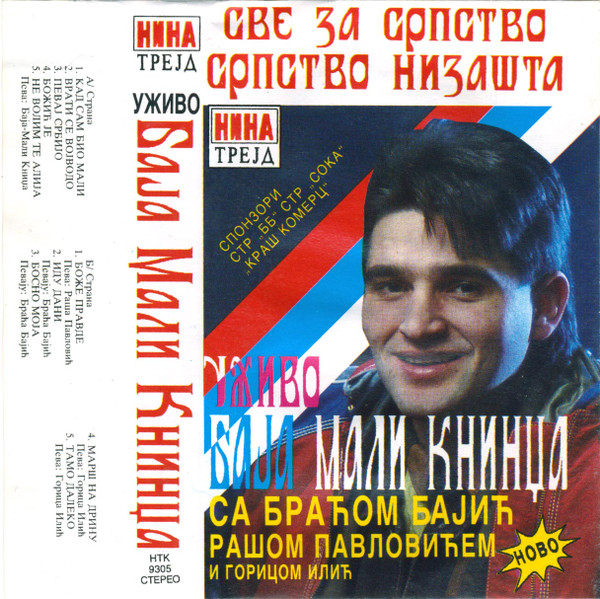 А/ Страна
1. КАД САМ БИО МАЛИ
2. ВРАТИ СЕ ВОЈВОДО
3. ПЕВАЈ СРБИЈО
4. БОЖИЋ ЈЕ
5. НЕ ВОЛИМ ТЕ АЛИЈА
Пева: Баја-Мали Книнџа
Б/ Страна
1. БОЖЕ ПРАВДЕ
Пева: Раша Павловић
2. ИДУ ДАНИ
Певају: Браћа Бајић
3. БОСНО МОЈА
Певају: Браћа Бајић
4. МАРШ НА ДРИНУ
Пева: Горица Илић
5. ТАМО ДАЛЕКО
Пева: Горица Илић
НИНА
ТРЕЈД
УЖИВО
Баја Мали Книнџа
НТК
9305
СТЕРЕО
СВЕ ЗА СРПСТВО
СРПСТВО НИЗАШТА
НИНА
ТРЕЈД
СПОНЗОРИ
СТР „ББ“ СТР „СОКА“
„КРАШ КОМЕРЦ“
УЖИВО
БАЈА МАЛИ КНИНЏА
СА БРАЋОМ БАЈИЋ
РАШОМ ПАВЛОВИЋЕМ
И ГОРИЦОМ ИЛИЋ
НОВО